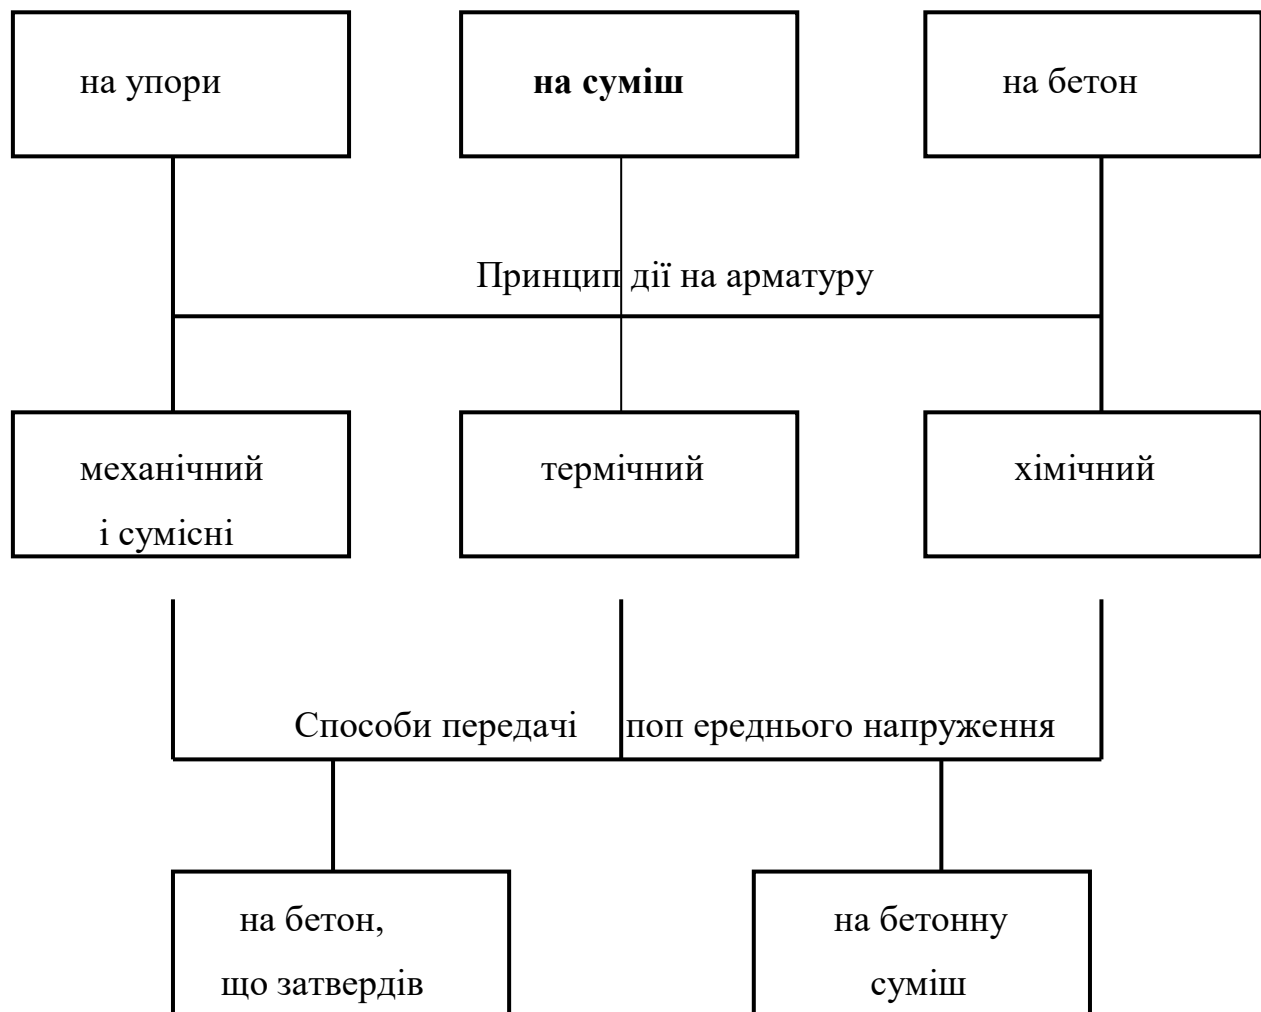 на упори
на суміш
на бетон
Принцип дії на арматуру
механічний
і сумісні
термічний
хімічний
Способи передачі поп ереднього напруження
на бетон,
що затвердів
на бетонну
суміш